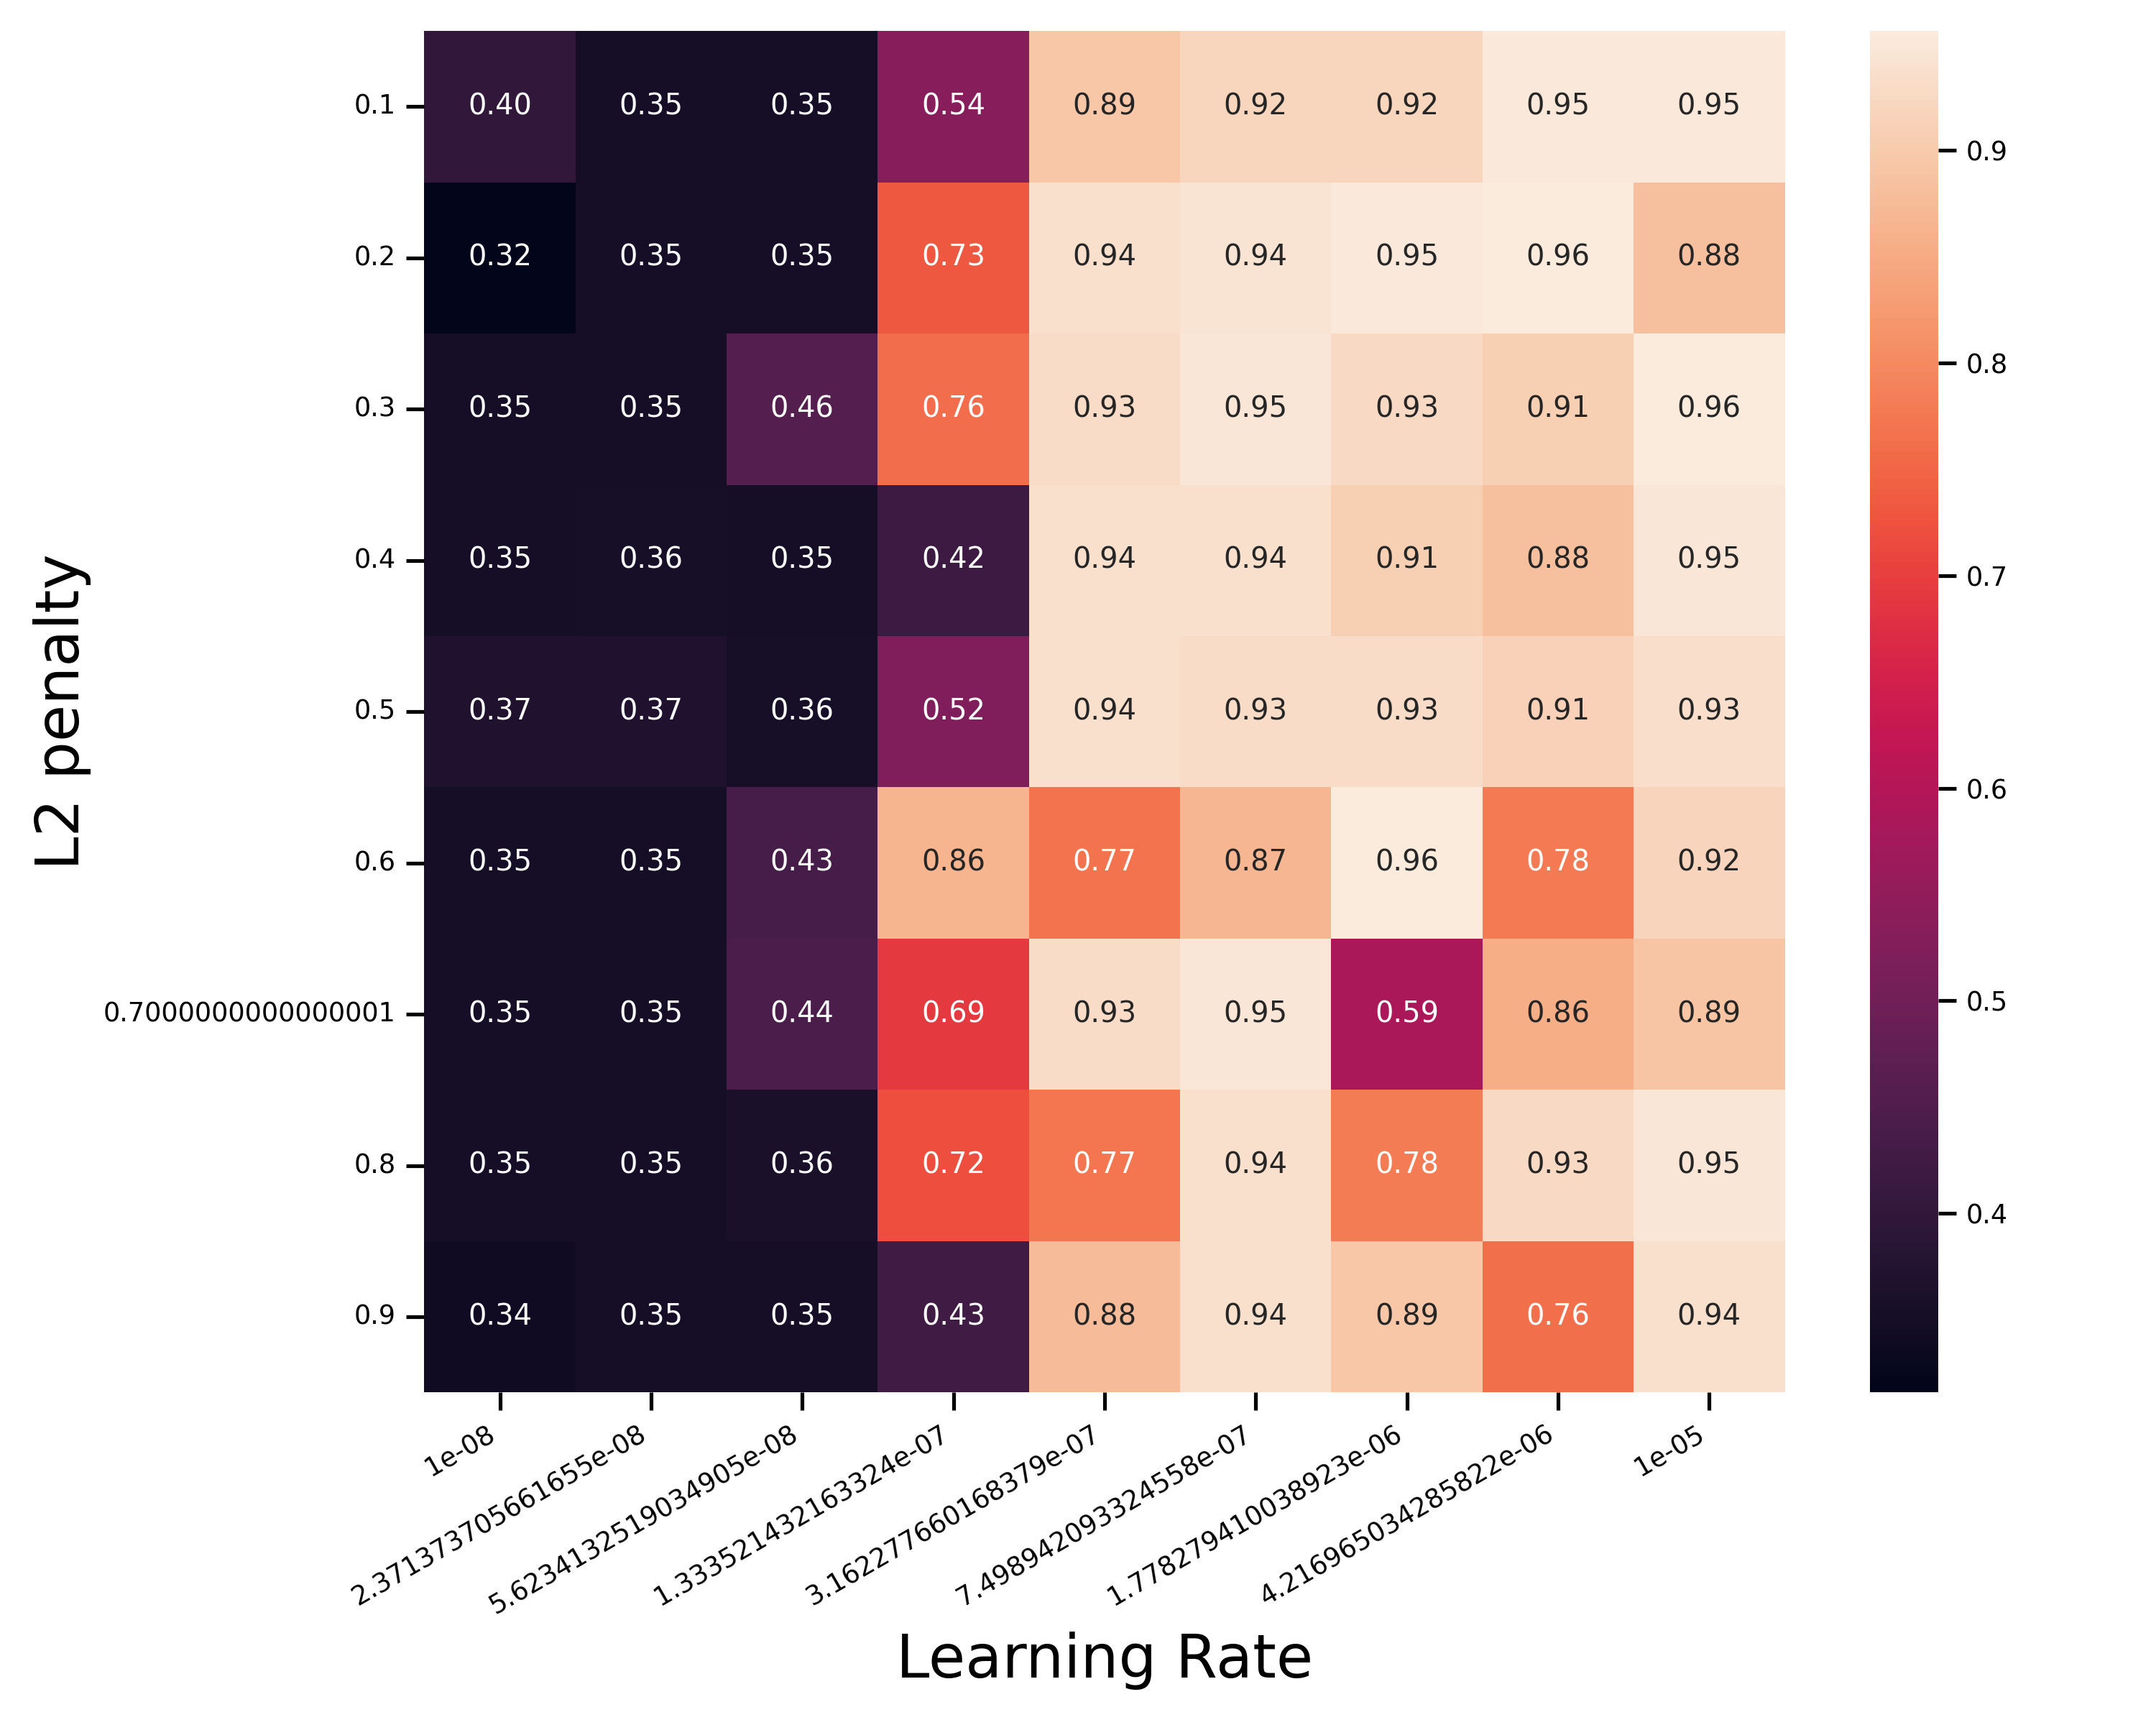 0.1 0.40 0.35 0.35 0.54 0.89 0.92 0.92 0.95 0.95
0.2 0.32 0.35 0.35 0.73 0.94 0.94 0.95 0.96 0.88
0.3 0.35 0.35 0.46 0.76 0.93 0.95 0.93 0.91 0.96
0.4 0.35 0.36 0.35 0.42 0.94 0.94 0.91 0.88 0.95
0.5 0.37 0.37 0.36 0.52 0.94 0.93 0.93 0.91 0.93
0.6 0.35 0.35 0.43 0.86 0.77 0.87 0.96 0.78 0.92
0.7000000000000001 0.35 0.35 0.44 0.69 0.93 0.95 0.59 0.86 0.89
0.8 0.35 0.35 0.36 0.72 0.77 0.94 0.78 0.93 0.95
0.9 0.34 0.35 0.35 0.43 0.88 0.94 0.89 0.76 0.94
L2 penalty
1e-08
2.371373705661655e-08
5.623413251903490­5e-08
1.333521432163324e-07
3.162277660168379e-07
7.498942093324558e-07
1.778279410038923e-06
4.216965034285822e-06
1e-05
Learning Rate
0.9
0.8
0.7
0.6
0.5
0.4